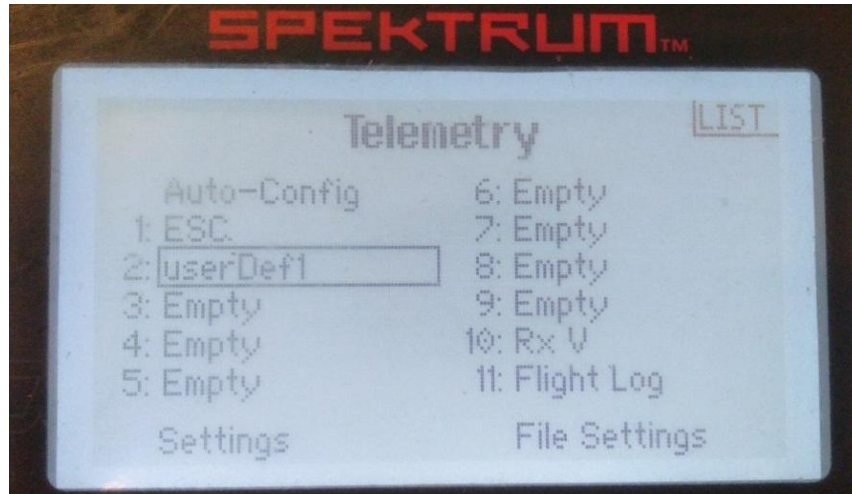 SPEKTRUM™
LIST
Telemetry
Auto-Config
1: ESC
2: userDef1
3: Empty
4: Empty
5: Empty
6: Empty
7: Empty
8: Empty
9: Empty
10: Rx V
11: Flight Log
Settings
File Settings